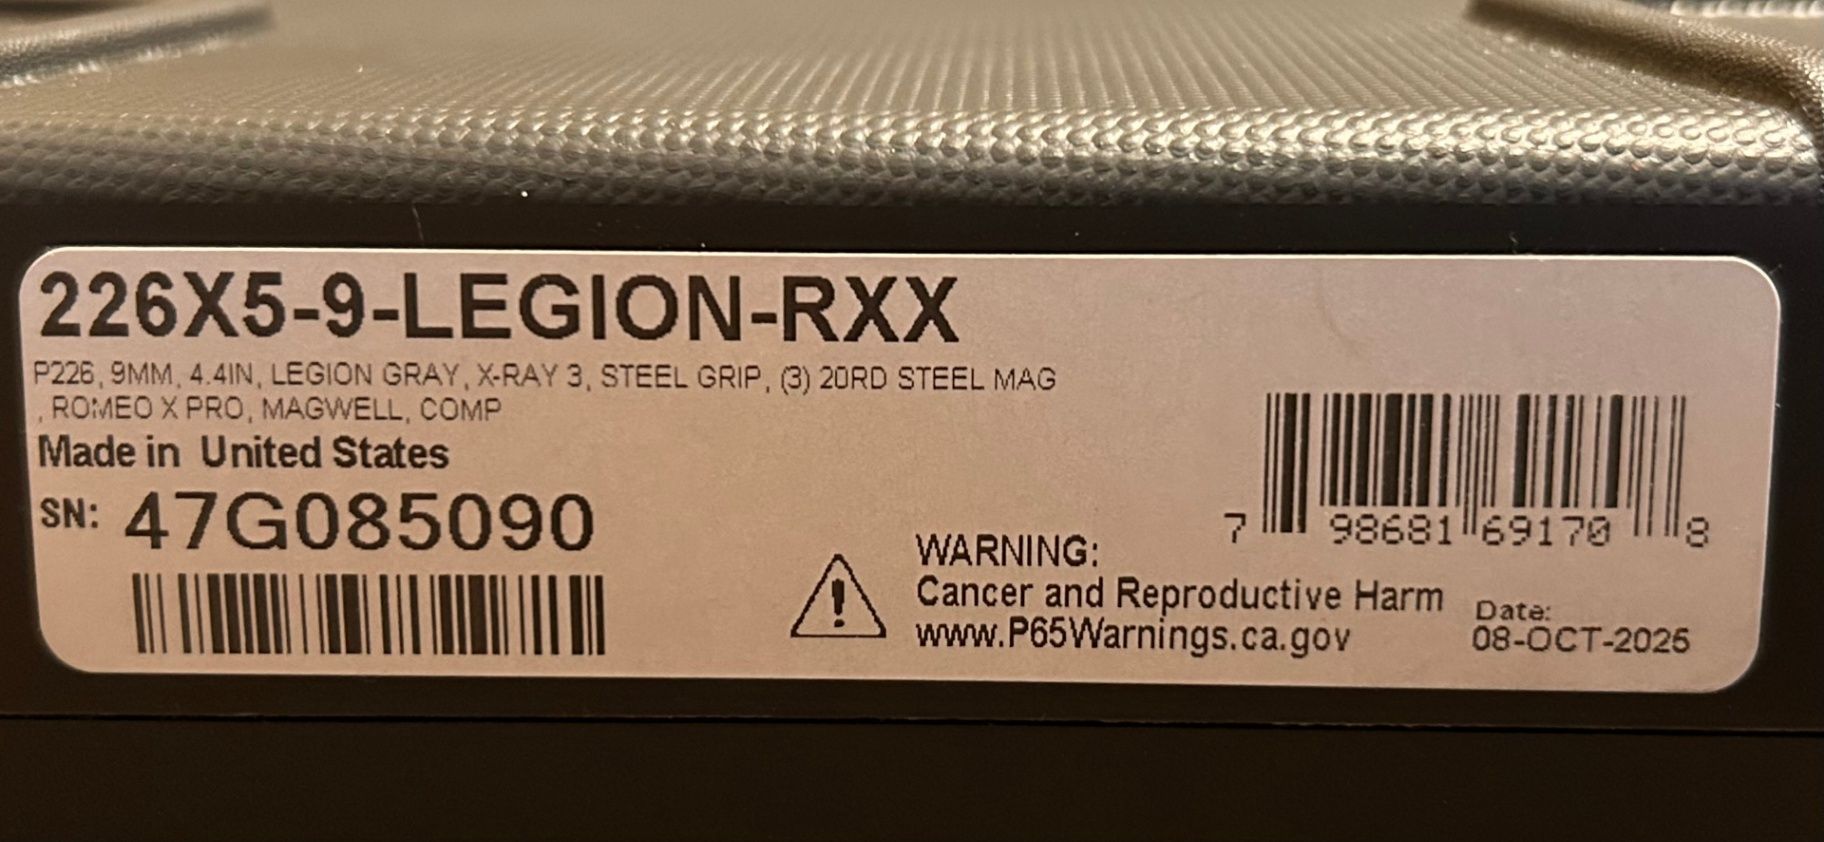 226X5-9-LEGION-RXX
P226, 9MM, 4.4IN, LEGION GRAY, X-RAY 3, STEEL GRIP, (3) 20RD STEEL MAG
, ROMEO X PRO, MAGWELL, COMP
Made in United States
SN: 47G085090
7 98681 69170 8
WARNING:
Cancer and Reproductive Harm
www.P65Warnings.ca.gov
Date:
08-OCT-2025